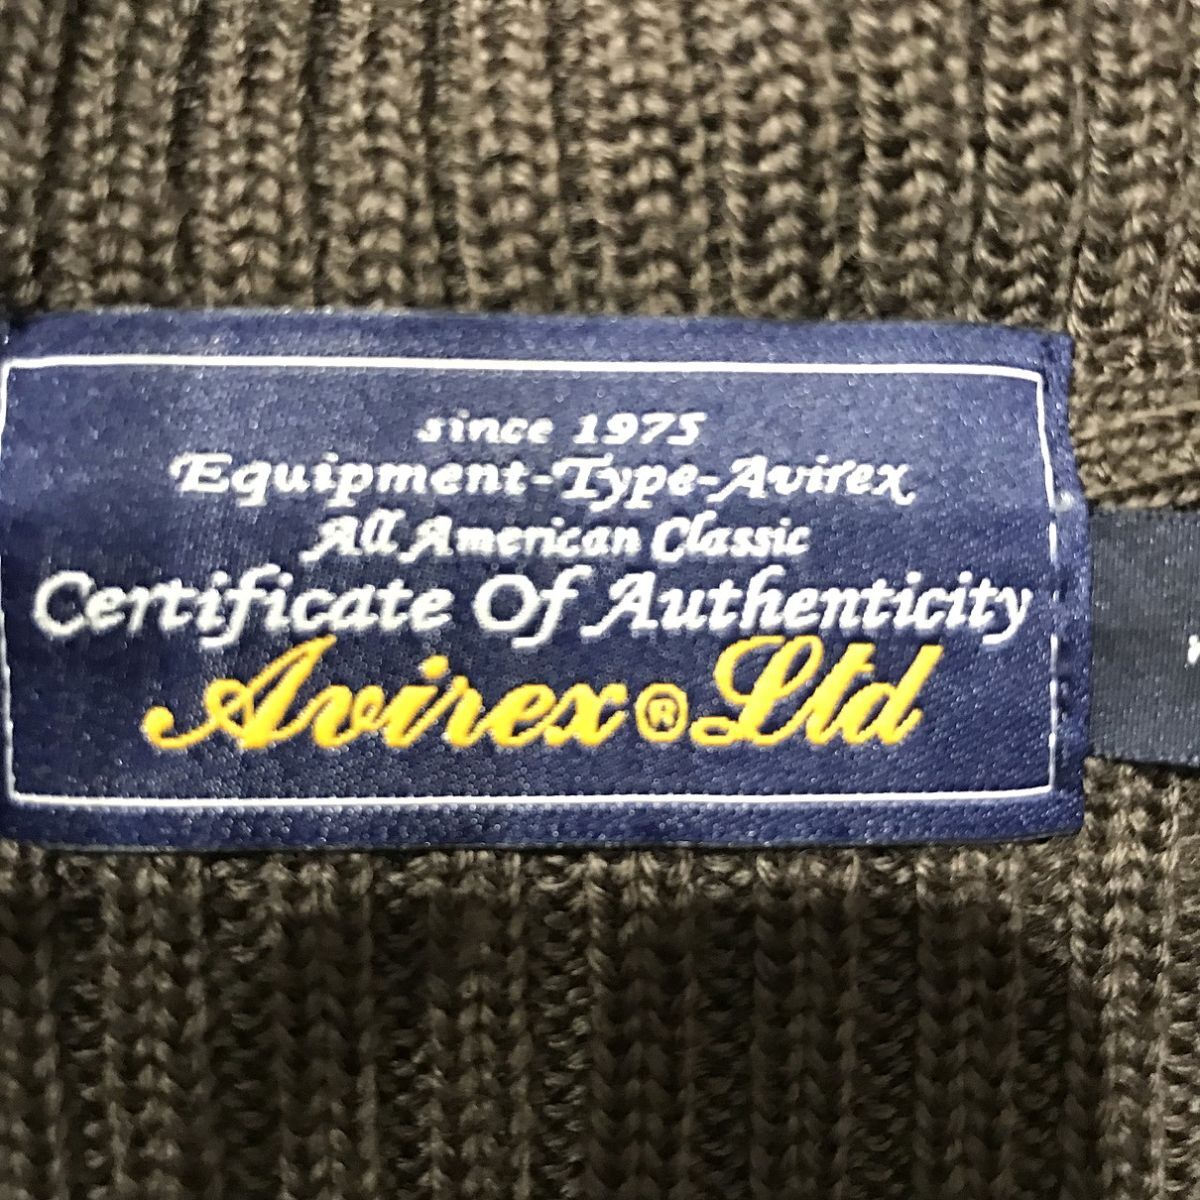 since 1975
Equipment-Type-Avirex
All American Classic
Certificate Of Authenticity
Avirex® Ltd